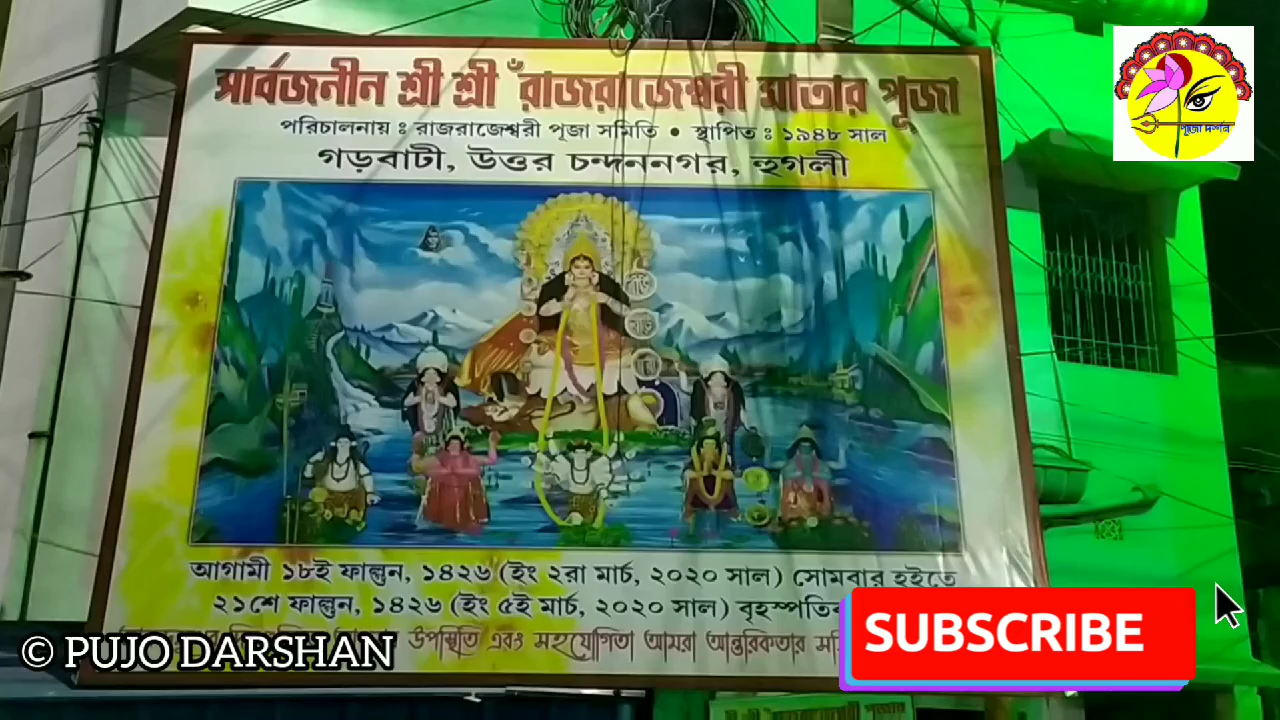 সার্বজনীন শ্রী শ্রী ঁরাজরাজেশ্বরী মাতার পূজা
পরিচালনায় : রাজরাজেশ্বরী পূজা সমিতি • স্থাপিত : ১৯৪৮ সাল
গড়বাটী, উত্তর চন্দননগর, হুগলী
পূজো দর্শন
আগামী ১৮ই ফাল্গুন, ১৪২৬ (ইং ২রা মার্চ, ২০২০ সাল) সোমবার হইতে
২১শে ফাল্গুন, ১৪২৬ (ইং ৫ই মার্চ, ২০২০ সাল)
উপস্থিতি এবং সহযোগিতা আমরা আন্তরিকতার
SUBSCRIBE
© PUJO DARSHAN